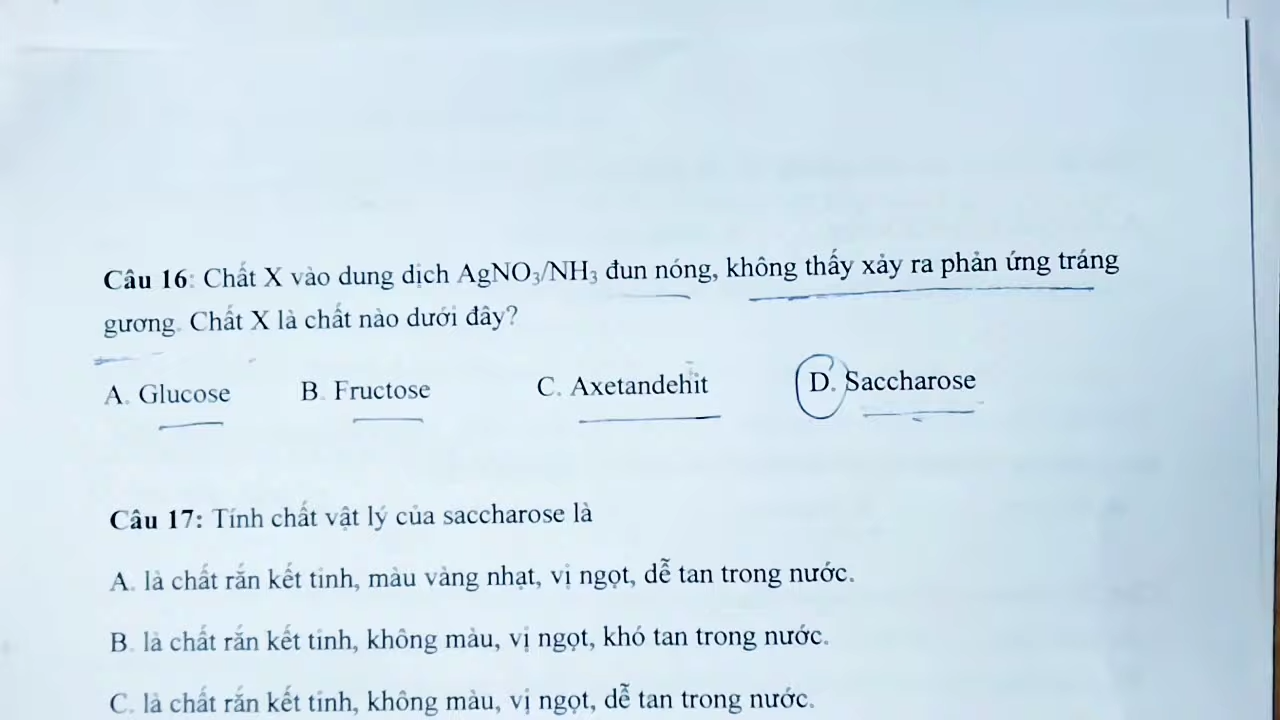 Câu 16: Chất X vào dung dịch AgNO₃/NH₃ đun nóng, không thấy xảy ra phản ứng tráng
gương. Chất X là chất nào dưới đây?
A. Glucose B. Fructose C. Axetandehit D. Saccharose
Câu 17: Tính chất vật lý của saccharose là
A. là chất rắn kết tinh, màu vàng nhạt, vị ngọt, dễ tan trong nước.
B. là chất rắn kết tinh, không màu, vị ngọt, khó tan trong nước.
C. là chất rắn kết tinh, không màu, vị ngọt, dễ tan trong nước.